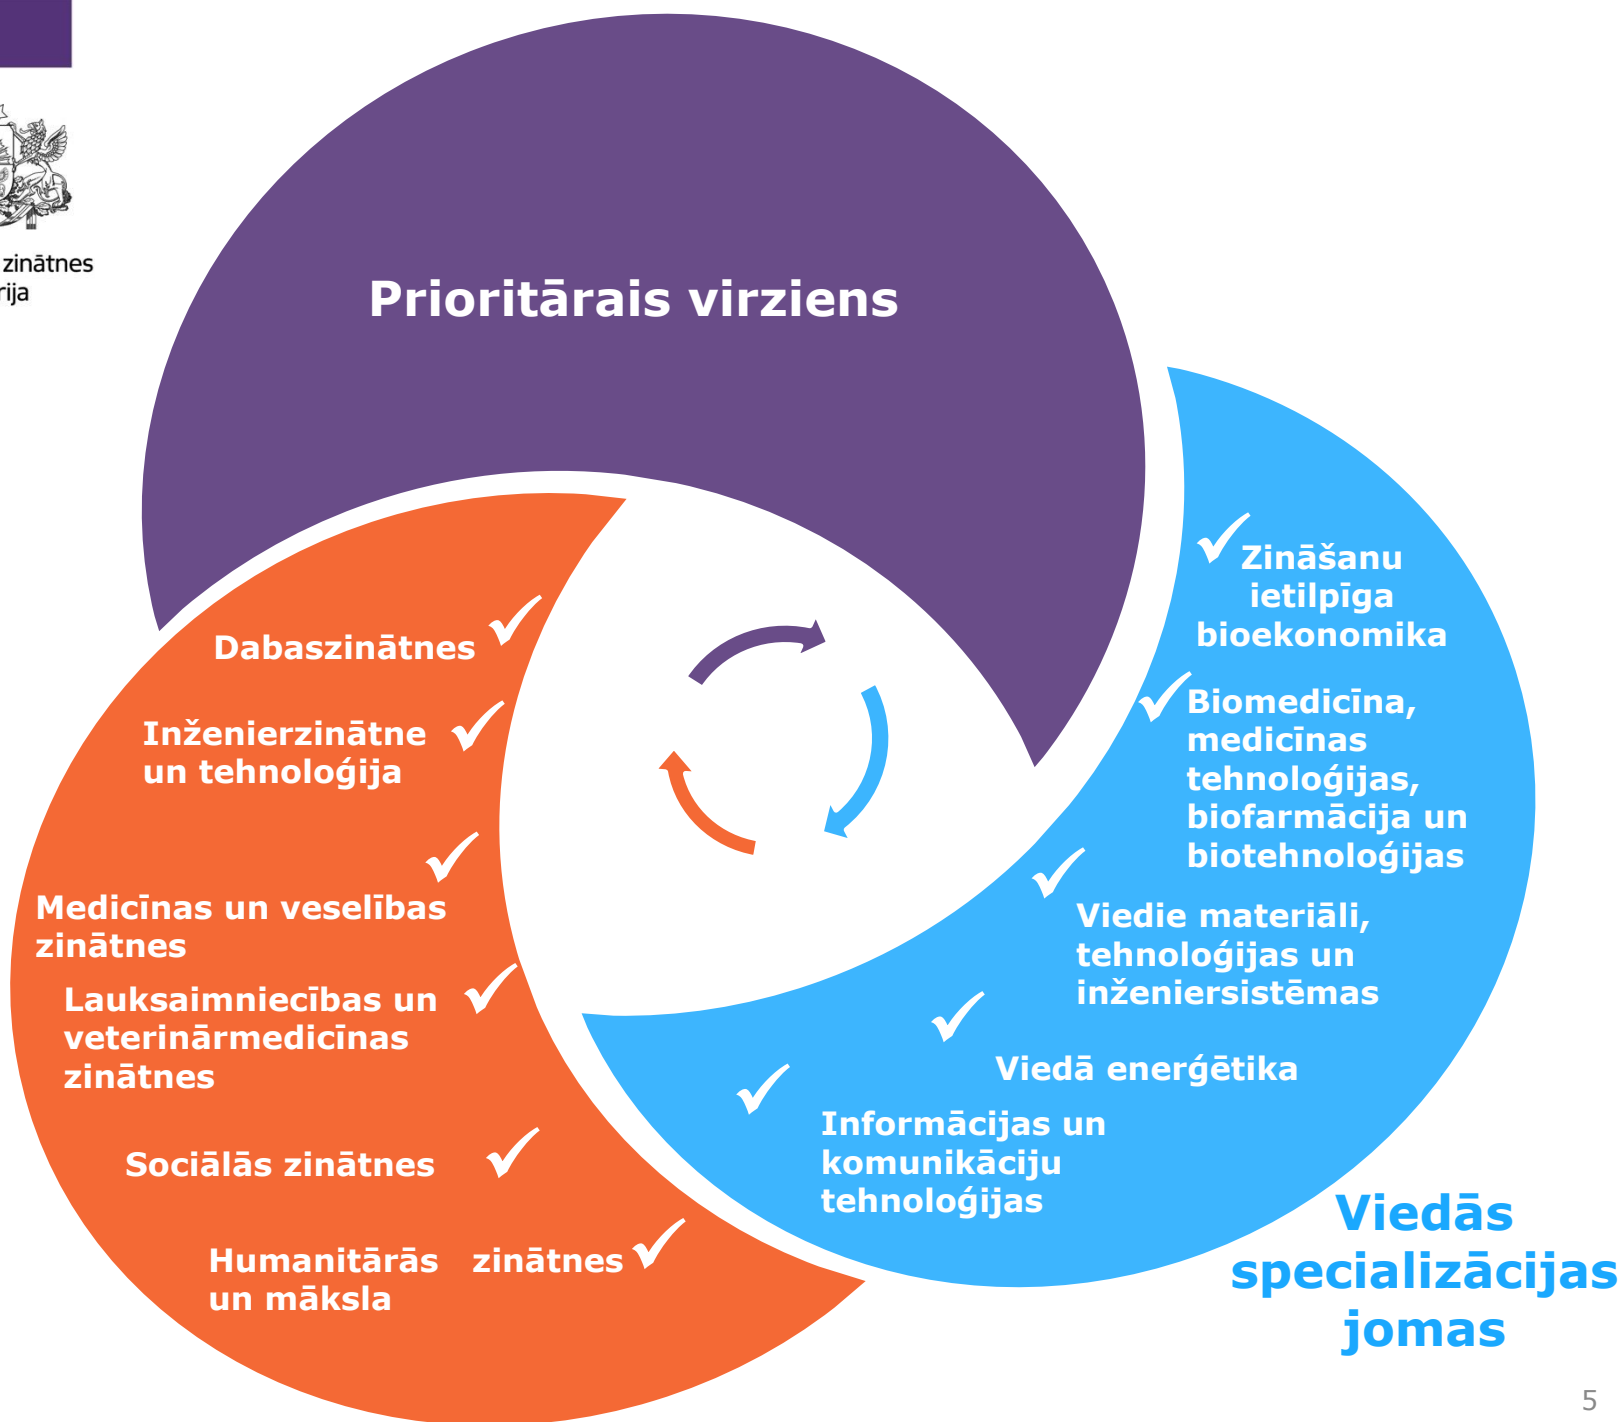 zinātnes
rija
Prioritārais virziens
Dabaszinātnes
Inženierzinātne
un tehnoloģija
Medicīnas un veselības
zinātnes
Lauksaimniecības un
veterinārmedicīnas
zinātnes
Sociālās zinātnes
Humanitārās zinātnes
un māksla
Zināšanu
ietilpīga
bioekonomika
Biomedicīna,
medicīnas
tehnoloģijas,
biofarmācija un
biotehnoloģijas
Viedie materiāli,
tehnoloģijas un
inženiersistēmas
Viedā enerģētika
Informācijas un
komunikāciju
tehnoloģijas
Viedās
specializācijas
jomas
5